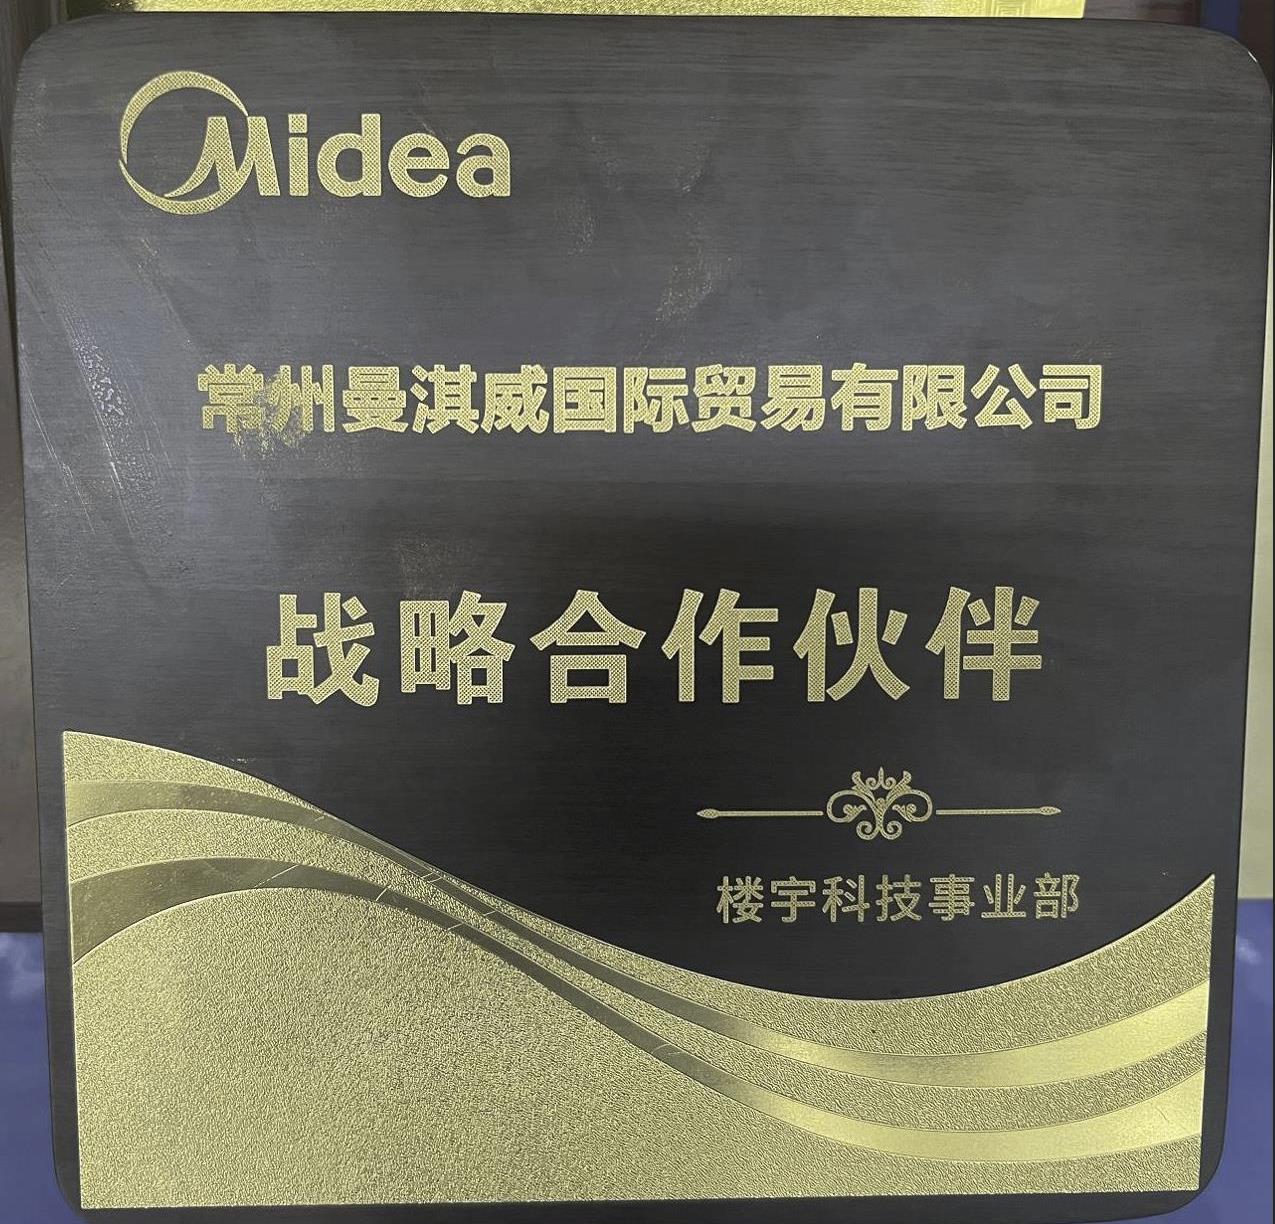 Midea
常州曼淇威国际贸易有限公司
战略合作伙伴
楼宇科技事业部